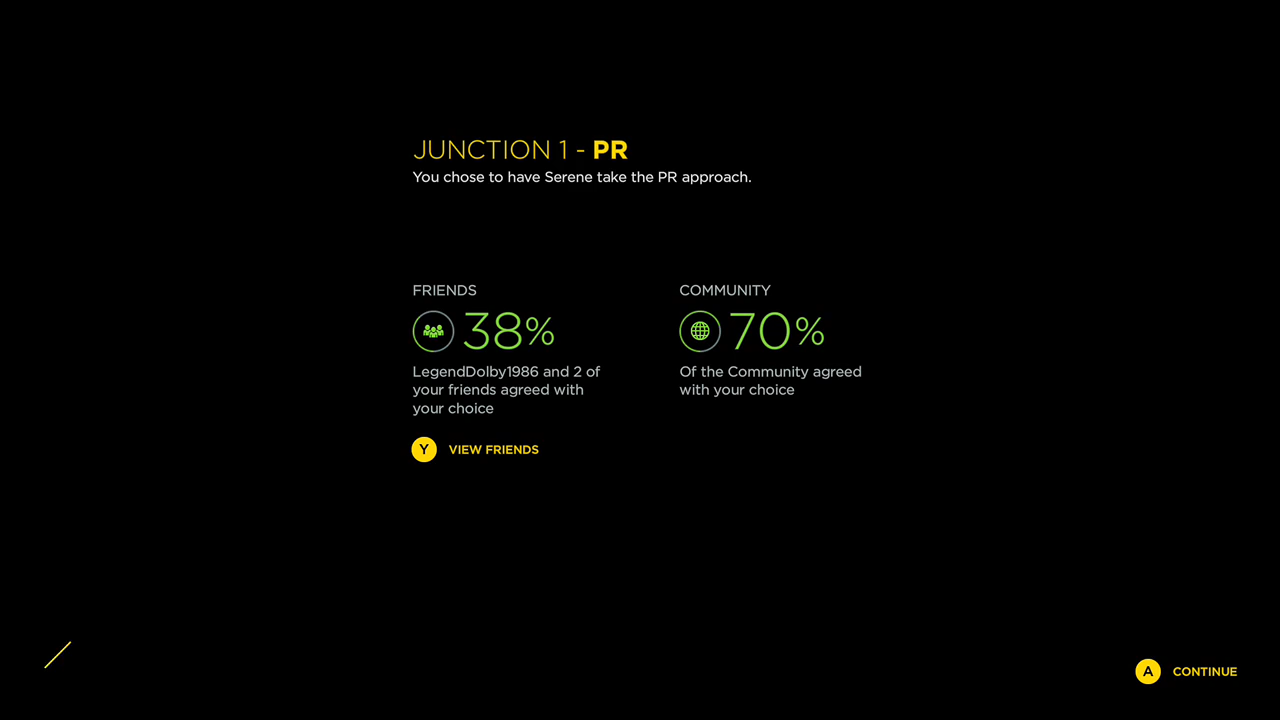 JUNCTION 1 - PR
You chose to have Serene take the PR approach.
FRIENDS
38%
LegendDolby1986 and 2 of
your friends agreed with
your choice
Y VIEW FRIENDS
COMMUNITY
70%
Of the Community agreed
with your choice
A CONTINUE